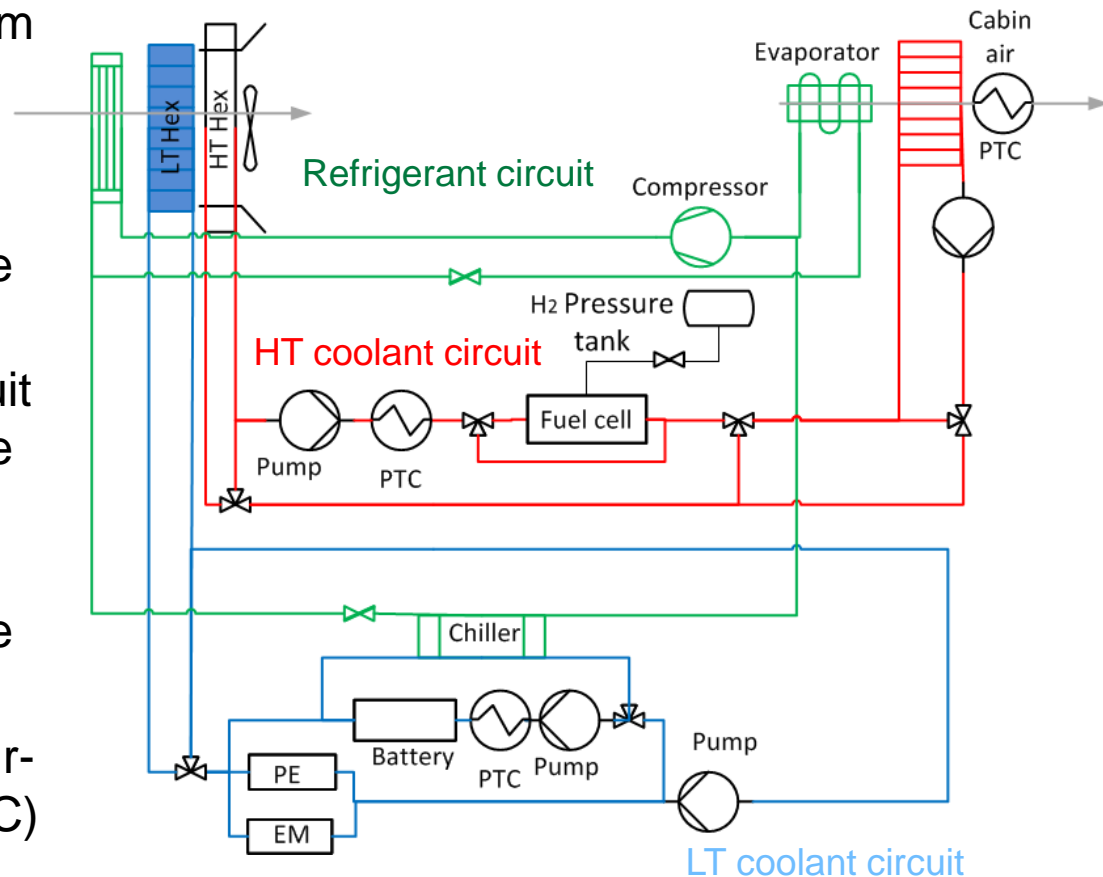 m
e
uit
e
e
r-
C)
Cabin
air
Evaporator
PTC
LT Hex
HT Hex
Refrigerant circuit
Compressor
H2 Pressure
tank
HT coolant circuit
Fuel cell
Pump
PTC
Chiller
Battery
PTC
Pump
Pump
PE
EM
LT coolant circuit